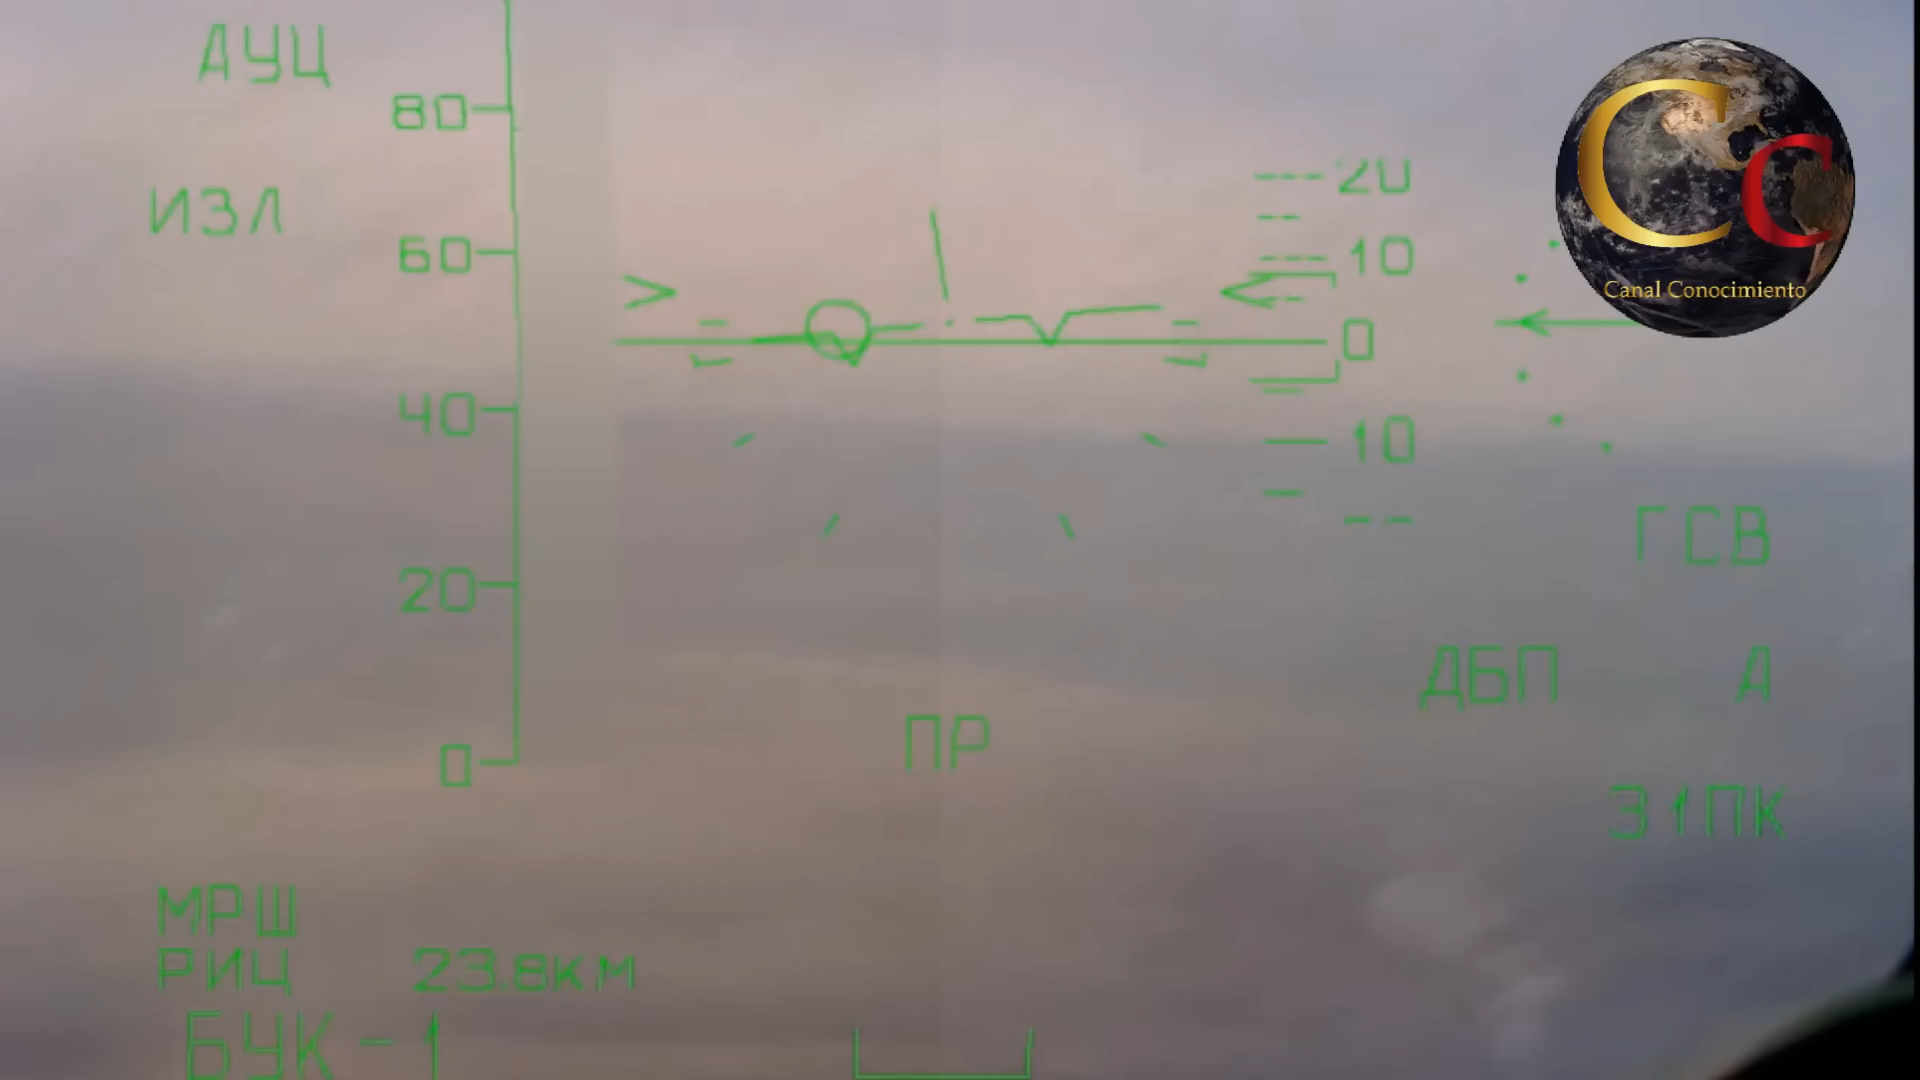 АУЦ
80
ИЗЛ
60
40
20
0
20
10
0
10
ГСВ
ДБП А
ПР
31ПК
МРШ
РИЦ 23.8КМ
БУК-1
C C
Canal Conocimiento